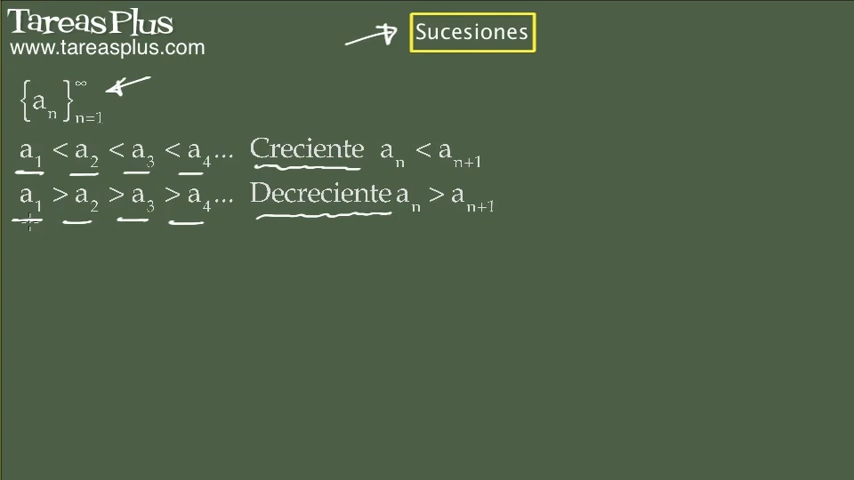 TareasPlus
www.tareasplus.com
Sucesiones
{aₙ}ₙ₌₁^∞
a₁ < a₂ < a₃ < a₄... Creciente aₙ < aₙ₊₁
a₁ > a₂ > a₃ > a₄... Decreciente aₙ > aₙ₊₁